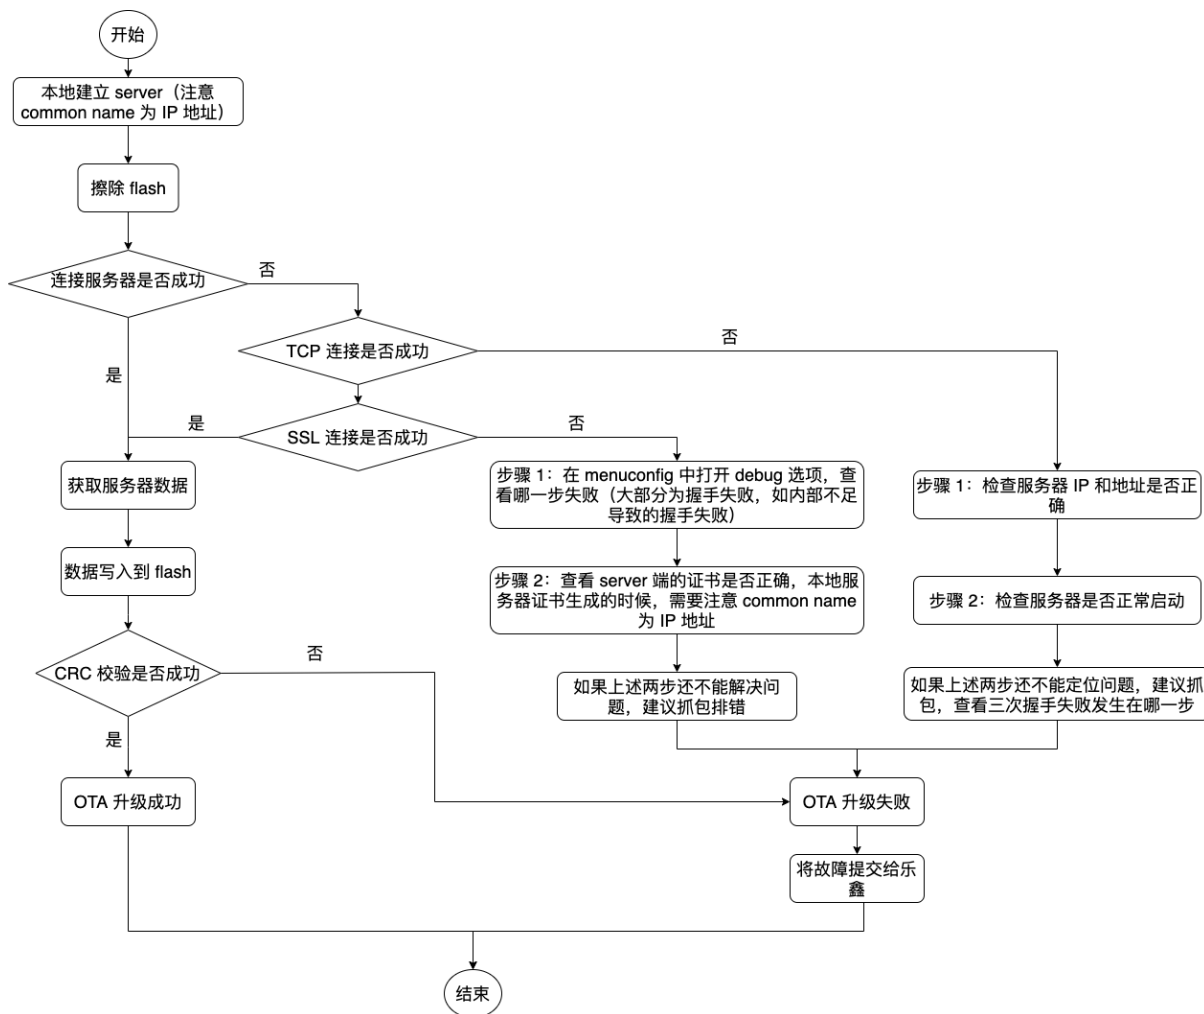 开始
本地建立 server（注意
common name 为 IP 地址）
擦除 flash
连接服务器是否成功
否
TCP 连接是否成功
否
是
SSL 连接是否成功
是
否
获取服务器数据
步骤 1：在 menuconfig 中打开 debug 选项，查
看哪一步失败（大部分为握手失败，如内部不足
导致的握手失败）
步骤 1：检查服务器 IP 和地址是否正
确
数据写入到 flash
步骤 2：查看 server 端的证书是否正确，本地服
务器证书生成的时候，需要注意 common name
为 IP 地址
步骤 2：检查服务器是否正常启动
CRC 校验是否成功
否
如果上述两步还不能解决问
题，建议抓包排错
如果上述两步还不能定位问题，建议抓
包，查看三次握手失败发生在哪一步
是
OTA 升级成功
OTA 升级失败
将故障提交给乐
鑫
结束